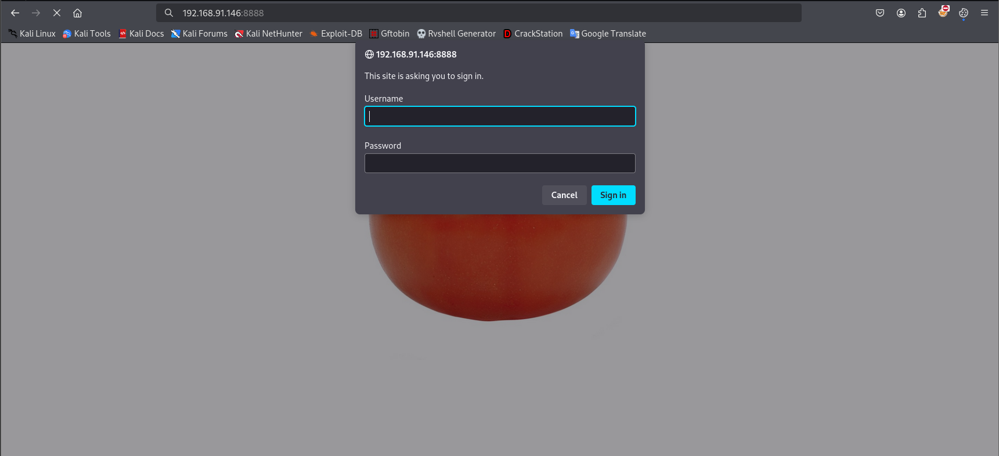 192.168.91.146:8888
Kali Linux Kali Tools Kali Docs Kali Forums Kali NetHunter Exploit-DB Gftobin Rvshell Generator CrackStation Google Translate
192.168.91.146:8888
This site is asking you to sign in.
Username
Password
Cancel Sign in